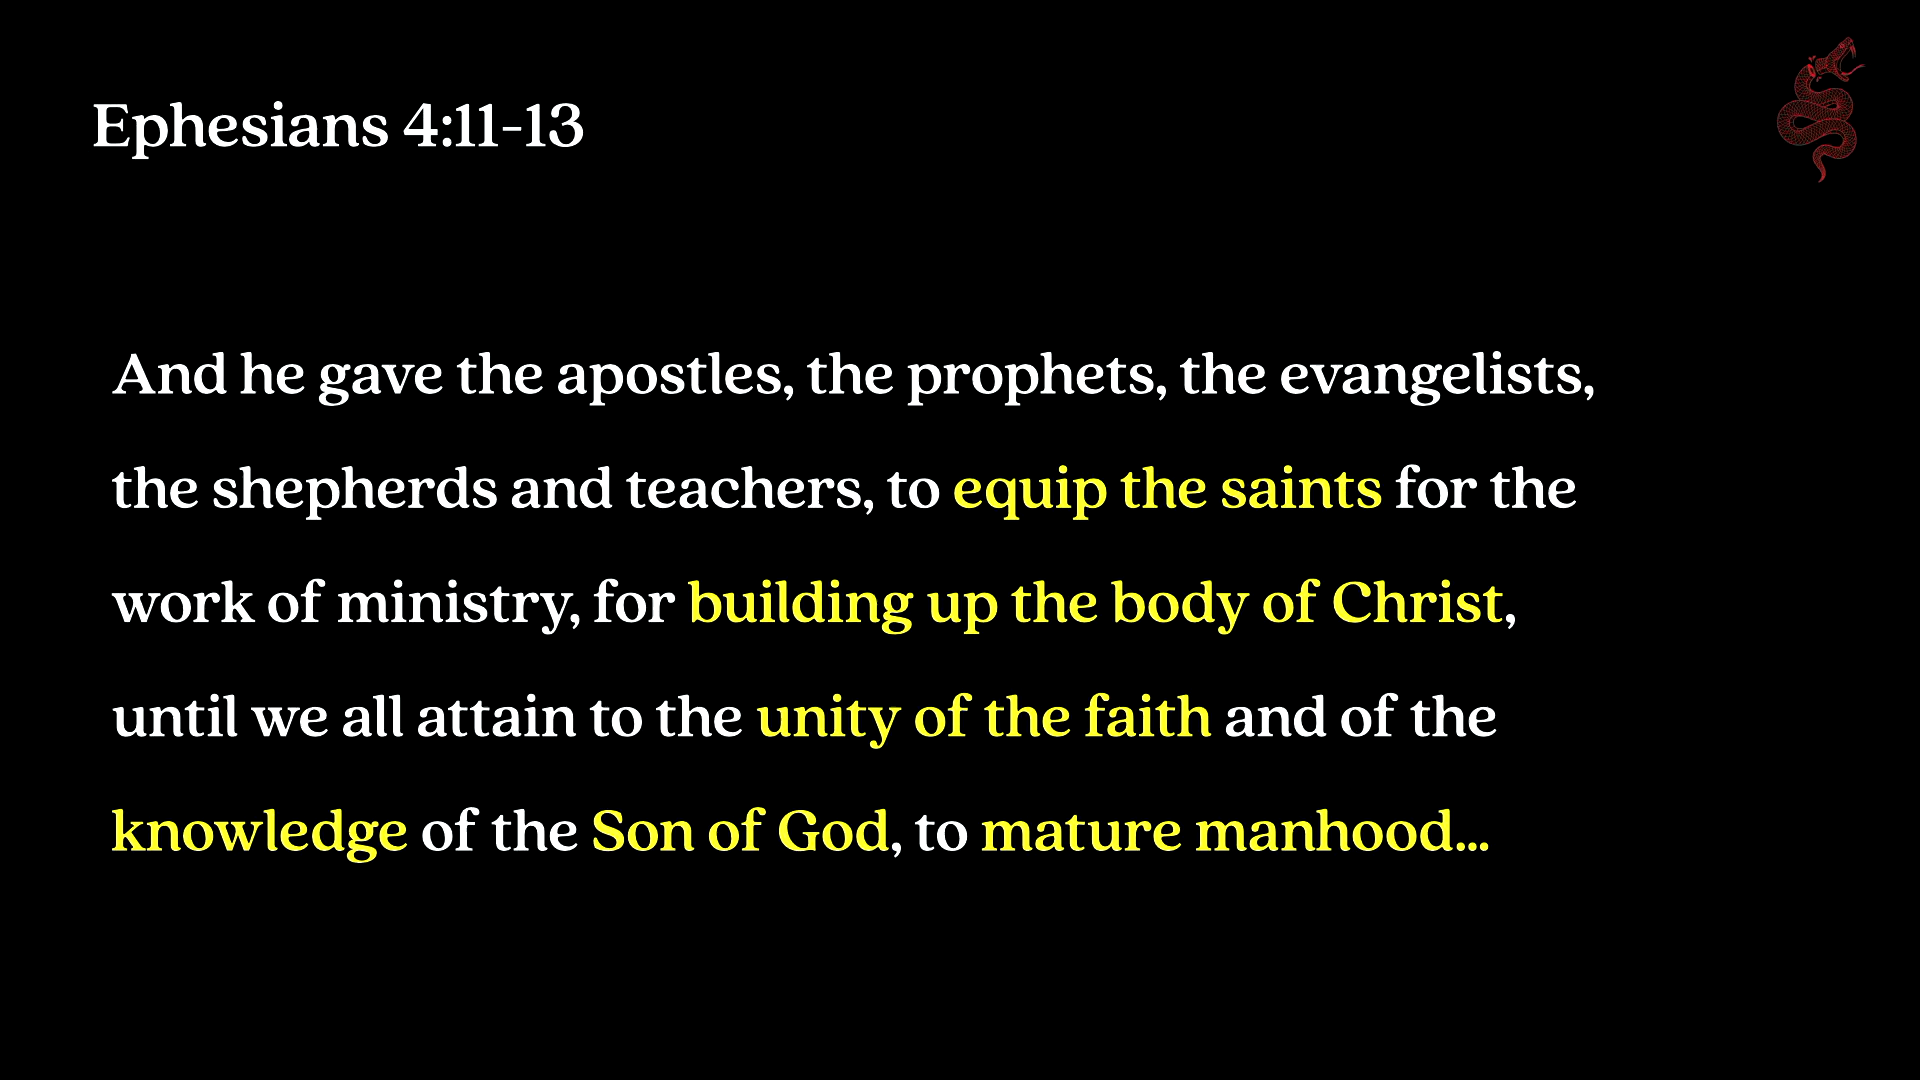 Ephesians 4:11-13
And he gave the apostles, the prophets, the evangelists,
the shepherds and teachers, to equip the saints for the
work of ministry, for building up the body of Christ,
until we all attain to the unity of the faith and of the
knowledge of the Son of God, to mature manhood...